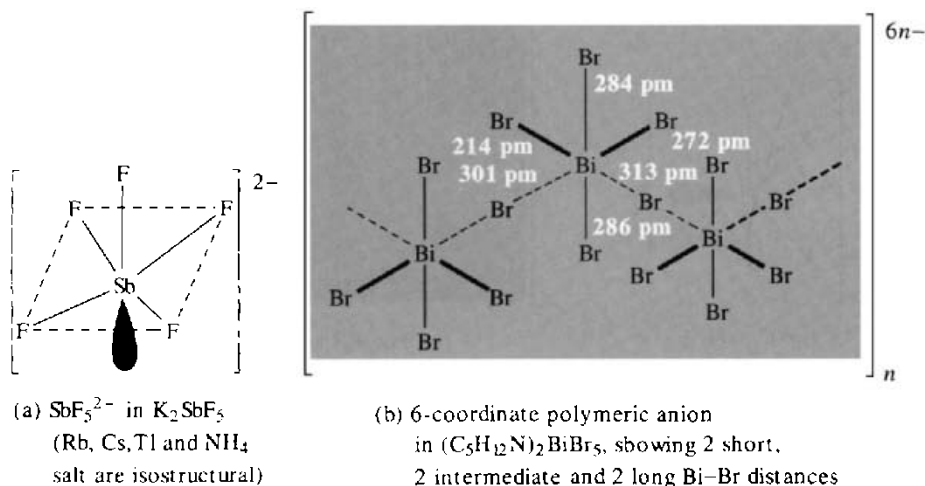 F
F
F
Sb
F
F
2−
(a) SbF₅²⁻ in K₂SbF₅
(Rb, Cs,Tl and NH₄
salt are isostructural)
6n−
Br
284 pm
Br
Br
214 pm
272 pm
Br
Bi
Br
301 pm
313 pm
Br
Br
Br
286 pm
Bi
Br
Bi
Br
Br
Br
Br
Br
Br
n
(b) 6-coordinate polymeric anion
in (C₅H₁₂N)₂BiBr₅, sbowing 2 short,
2 intermediate and 2 long Bi–Br distances